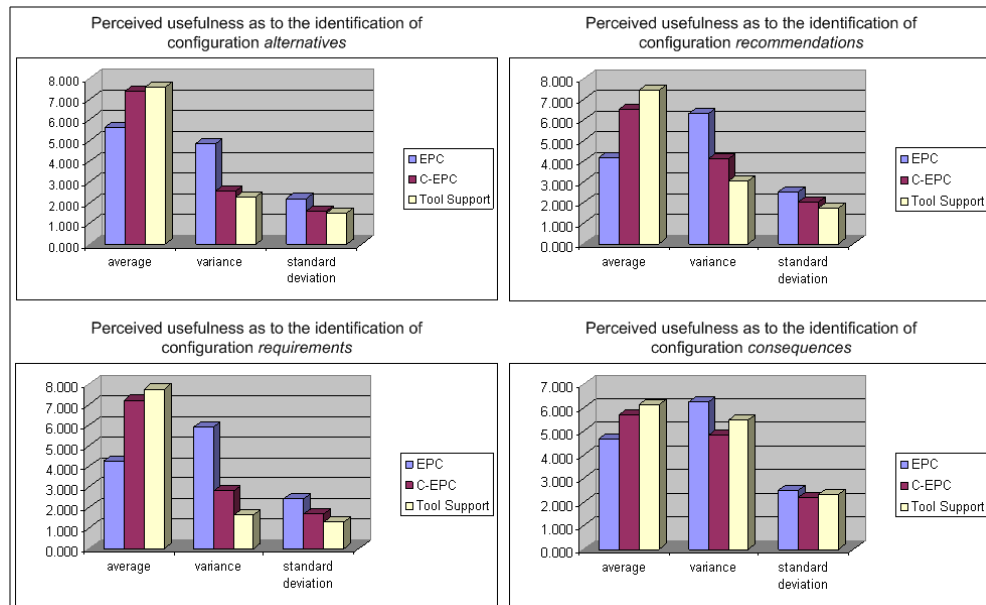 Perceived usefulness as to the identification of
configuration alternatives
8.000
7.000
6.000
5.000
4.000
3.000
2.000
1.000
0.000
average
variance
standard
deviation
EPC
C-EPC
Tool Support
Perceived usefulness as to the identification of
configuration recommendations
8.000
7.000
6.000
5.000
4.000
3.000
2.000
1.000
0.000
average
variance
standard
deviation
EPC
C-EPC
Tool Support
Perceived usefulness as to the identification of
configuration requirements
8.000
7.000
6.000
5.000
4.000
3.000
2.000
1.000
0.000
average
variance
standard
deviation
EPC
C-EPC
Tool Support
Perceived usefulness as to the identification of
configuration consequences
7.000
6.000
5.000
4.000
3.000
2.000
1.000
0.000
average
variance
standard
deviation
EPC
C-EPC
Tool Support